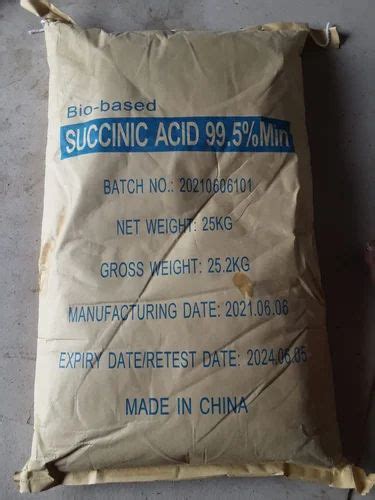 Bio-based
SUCCINIC ACID 99.5%Min
BATCH NO.: 20210606101
NET WEIGHT: 25KG
GROSS WEIGHT: 25.2KG
MANUFACTURING DATE: 2021.06.06
EXPIRY DATE/RETEST DATE: 2024.06.05
MADE IN CHINA